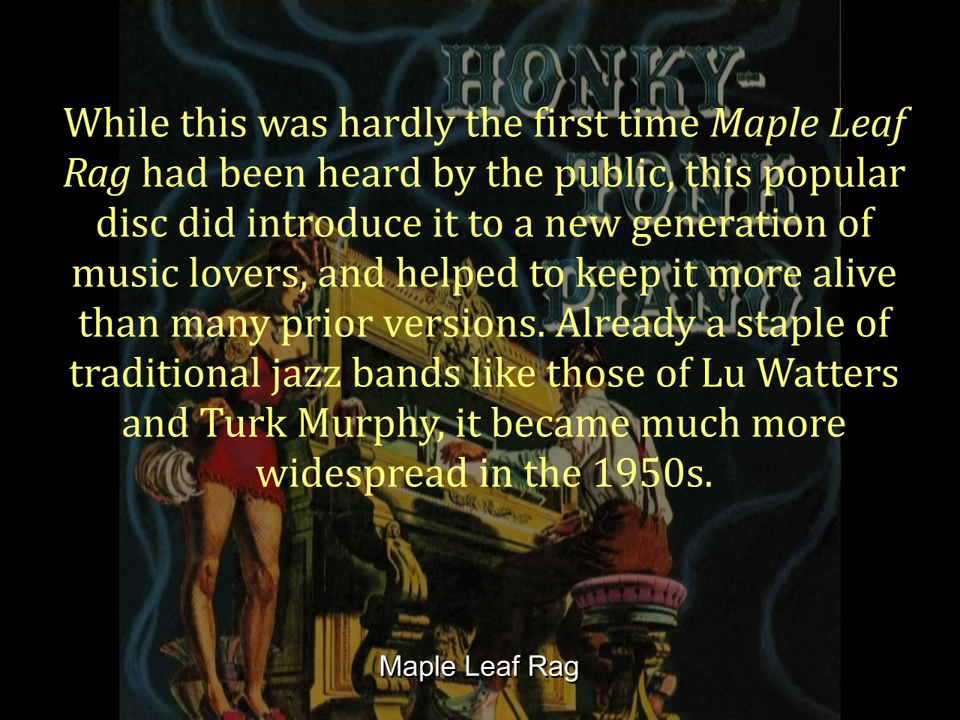 HONKY-
TONK
PIANO
While this was hardly the first time Maple Leaf
Rag had been heard by the public, this popular
disc did introduce it to a new generation of
music lovers, and helped to keep it more alive
than many prior versions. Already a staple of
traditional jazz bands like those of Lu Watters
and Turk Murphy, it became much more
widespread in the 1950s.
Maple Leaf Rag